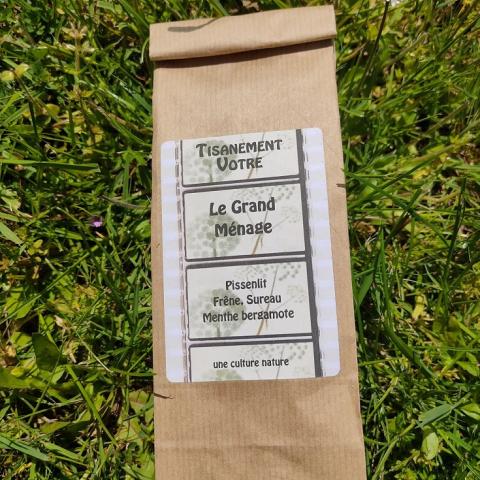 Tisanement
Votre
Le Grand
Ménage
Pissenlit
Frêne, Sureau
Menthe bergamote
une culture nature